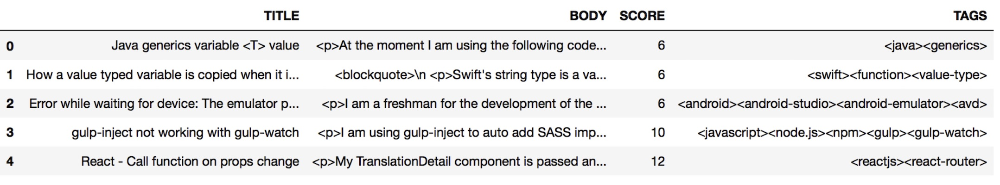 TITLE BODY SCORE TAGS
0 Java generics variable <T> value <p>At the moment I am using the following code... 6 <java><generics>
1 How a value typed variable is copied when it i... <blockquote>\n <p>Swift's string type is a va... 6 <swift><function><value-type>
2 Error while waiting for device: The emulator p... <p>I am a freshman for the development of the ... 6 <android><android-studio><android-emulator><avd>
3 gulp-inject not working with gulp-watch <p>I am using gulp-inject to auto add SASS imp... 10 <javascript><node.js><npm><gulp><gulp-watch>
4 React - Call function on props change <p>My TranslationDetail component is passed an... 12 <reactjs><react-router>